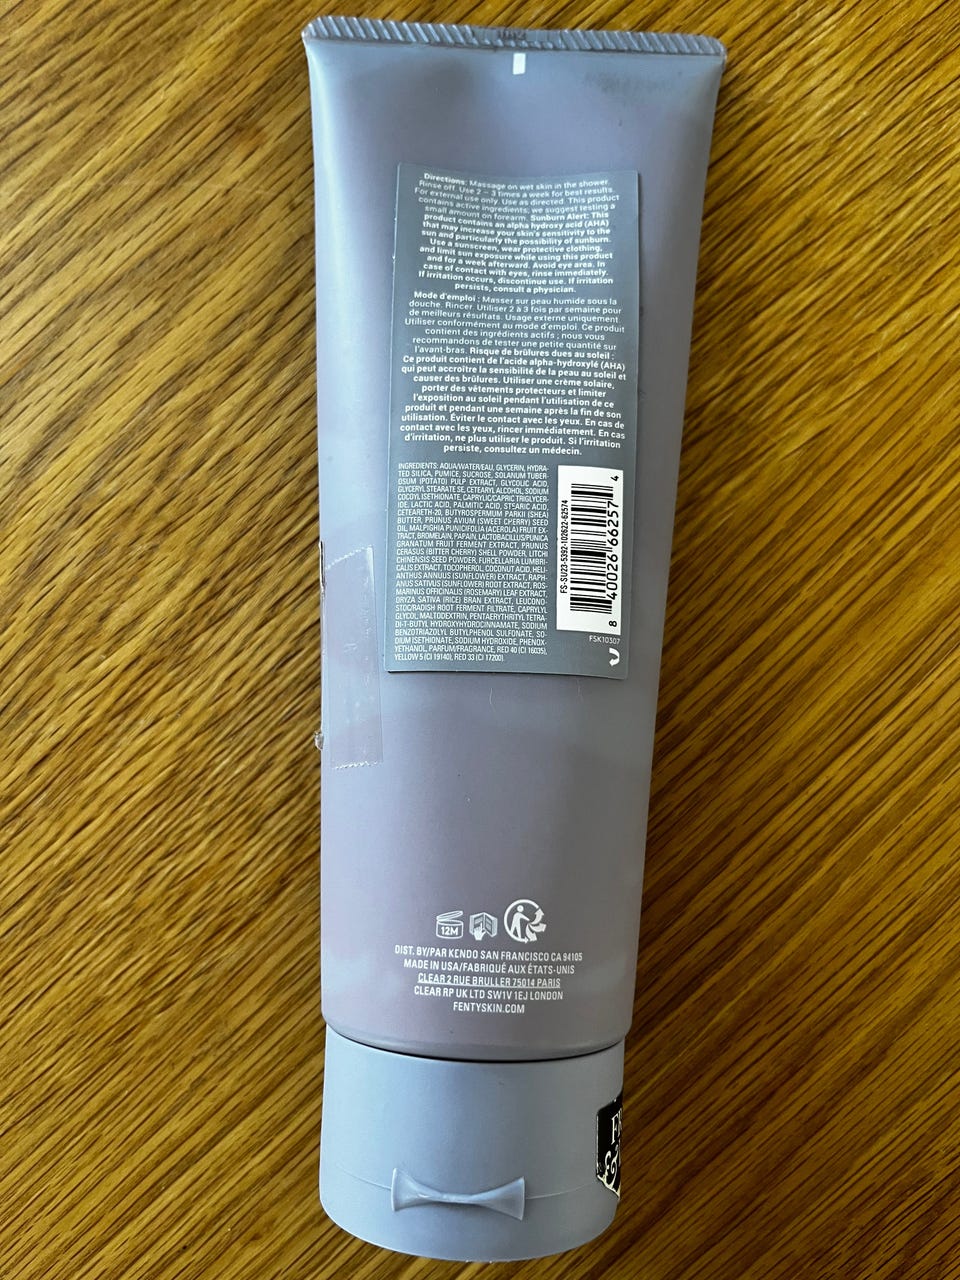 Directions: Massage on wet skin in the shower.
Rinse off. Use 2 – 3 times a week for best results.
For external use only. Use as directed. This product
contains active ingredients; we suggest testing a
small amount on forearm. Sunburn Alert: This
product contains an alpha hydroxy acid (AHA)
that may increase your skin's sensitivity to the
sun and particularly the possibility of sunburn.
Use a sunscreen, wear protective clothing,
and limit sun exposure while using this product
and for a week afterward. Avoid eye area. In
case of contact with eyes, rinse immediately.
If irritation occurs, discontinue use. If irritation
persists, consult a physician.
Mode d'emploi : Masser sur peau humide sous la
douche. Rincer. Utiliser 2 à 3 fois par semaine pour
de meilleurs résultats. Usage externe uniquement.
Utiliser conformément au mode d'emploi. Ce produit
contient des ingrédients actifs ; nous vous
recommandons de tester une petite quantité sur
l'avant-bras. Risque de brûlures dues au soleil :
Ce produit contient de l'acide alpha-hydroxylé (AHA)
qui peut accroître la sensibilité de la peau au soleil et
causer des brûlures. Utiliser une crème solaire,
porter des vêtements protecteurs et limiter
l'exposition au soleil pendant l'utilisation de ce
produit et pendant une semaine après la fin de son
utilisation. Éviter le contact avec les yeux. En cas de
contact avec les yeux, rincer immédiatement. En cas
d'irritation, ne plus utiliser le produit. Si l'irritation
persiste, consultez un médecin.
INGREDIENTS: AQUA/WATER/EAU, GLYCERIN, HYDRA-
TED SILICA, PUMICE, SUCROSE, SOLANUM TUBER-
OSUM (POTATO) PULP EXTRACT, GLYCOLIC ACID,
GLYCERYL STEARATE SE, CETEARYL ALCOHOL, SODIUM
COCOYL ISETHIONATE, CAPRYLIC/CAPRIC TRIGLYCER-
IDE, LACTIC ACID, PALMITIC ACID, STEARIC ACID,
CETEARETH-20, BUTYROSPERMUM PARKII (SHEA)
BUTTER, PRUNUS AVIUM (SWEET CHERRY) SEED
OIL, MALPIGHIA PUNICIFOLIA (ACEROLA) FRUIT EX-
TRACT, BROMELAIN, PAPAIN, LACTOBACILLUS/PUNICA
GRANATUM FRUIT FERMENT EXTRACT, PRUNUS
CERASUS (BITTER CHERRY) SHELL POWDER, LITCHI
CHINENSIS SEED POWDER, FURCELLARIA LUMBRI-
CALIS EXTRACT, TOCOPHEROL, COCONUT ACID, HELI-
ANTHUS ANNUUS (SUNFLOWER) EXTRACT, RAPH-
ANUS SATIVUS (SUNFLOWER) ROOT EXTRACT, ROS-
MARINUS OFFICINALIS (ROSEMARY) LEAF EXTRACT,
ORYZA SATIVA (RICE) BRAN EXTRACT, LEUCONO-
STOC/RADISH ROOT FERMENT FILTRATE, CAPRYLYL
GLYCOL, MALTODEXTRIN, PENTAERYTHRITYL TETRA-
DI-T-BUTYL HYDROXYHYDROCINNAMATE, SODIUM
BENZOTRIAZOLYL BUTYLPHENOL SULFONATE, SO-
DIUM ISETHIONATE, SODIUM HYDROXIDE, PHENOX-
YETHANOL, PARFUM/FRAGRANCE, RED 40 (CI 16035),
YELLOW 5 (CI 19140), RED 33 (CI 17200).
FS-SU23-5392-1D2622-62574
8 40026 66257 4
FSK10307
12M
DIST. BY/PAR KENDO SAN FRANCISCO CA 94105
MADE IN USA/FABRIQUÉ AUX ÉTATS-UNIS
CLEAR 2 RUE BRULLER 75014 PARIS
CLEAR RP UK LTD SW1V 1EJ LONDON
FENTYSKIN.COM